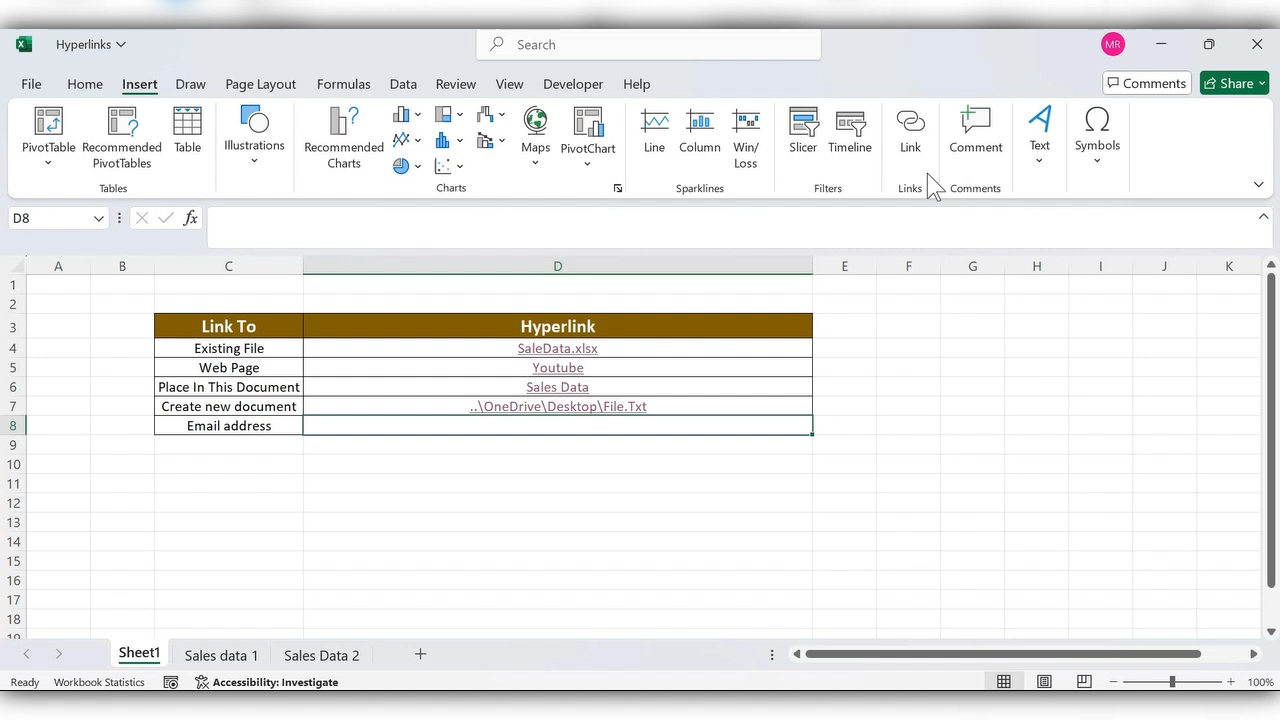 Hyperlinks
Search
MR
File Home Insert Draw Page Layout Formulas Data Review View Developer Help
Comments Share
PivotTable Recommended PivotTables Table
Illustrations
Recommended Charts
Maps PivotChart
Line Column Win/Loss
Slicer Timeline
Link
Comment
Text
Symbols
Tables Charts Sparklines Filters Links Comments
D8 fx
A B C D E F G H I J K
1
2
3 Link To Hyperlink
4 Existing File SaleData.xlsx
5 Web Page Youtube
6 Place In This Document Sales Data
7 Create new document ..\OneDrive\Desktop\File.Txt
8 Email address
9
10
11
12
13
14
15
16
17
18
19
Sheet1 Sales data 1 Sales Data 2
Ready Workbook Statistics Accessibility: Investigate 100%